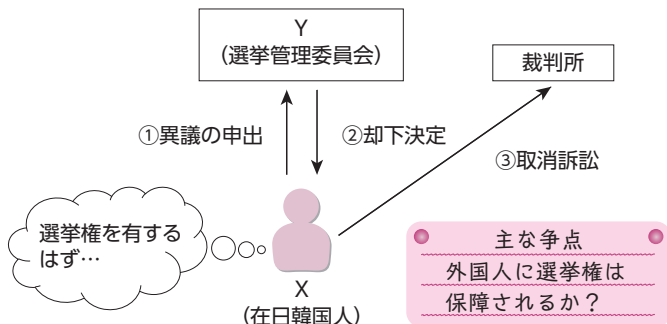 Y
(選挙管理委員会)
裁判所
①異議の申出
②却下決定
③取消訴訟
選挙権を有する
はず…
X
(在日韓国人)
主な争点
外国人に選挙権は
保障されるか?